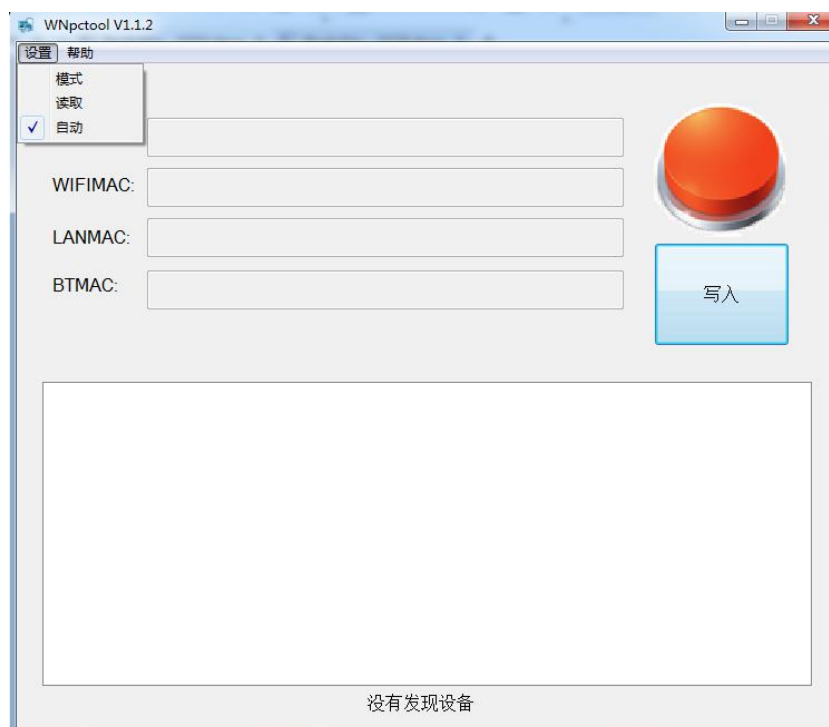 WNpctool V1.1.2
设置 帮助
模式
读取
自动
WIFIMAC:
LANMAC:
BTMAC:
写入
没有发现设备